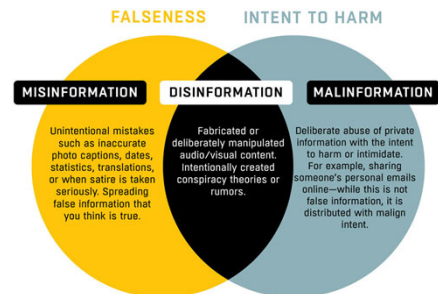 FALSENESS
INTENT TO HARM
MISINFORMATION
DISINFORMATION
MALINFORMATION
Unintentional mistakes
such as inaccurate
photo captions, dates,
statistics, translations,
or when satire is taken
seriously. Spreading
false information that
you think is true.
Fabricated or
deliberately manipulated
audio/visual content.
Intentionally created
conspiracy theories or
rumors.
Deliberate abuse of private
information with the intent
to harm or intimidate.
For example, sharing
someone's personal emails
online—while this is not
false information, it is
distributed with malign
intent.